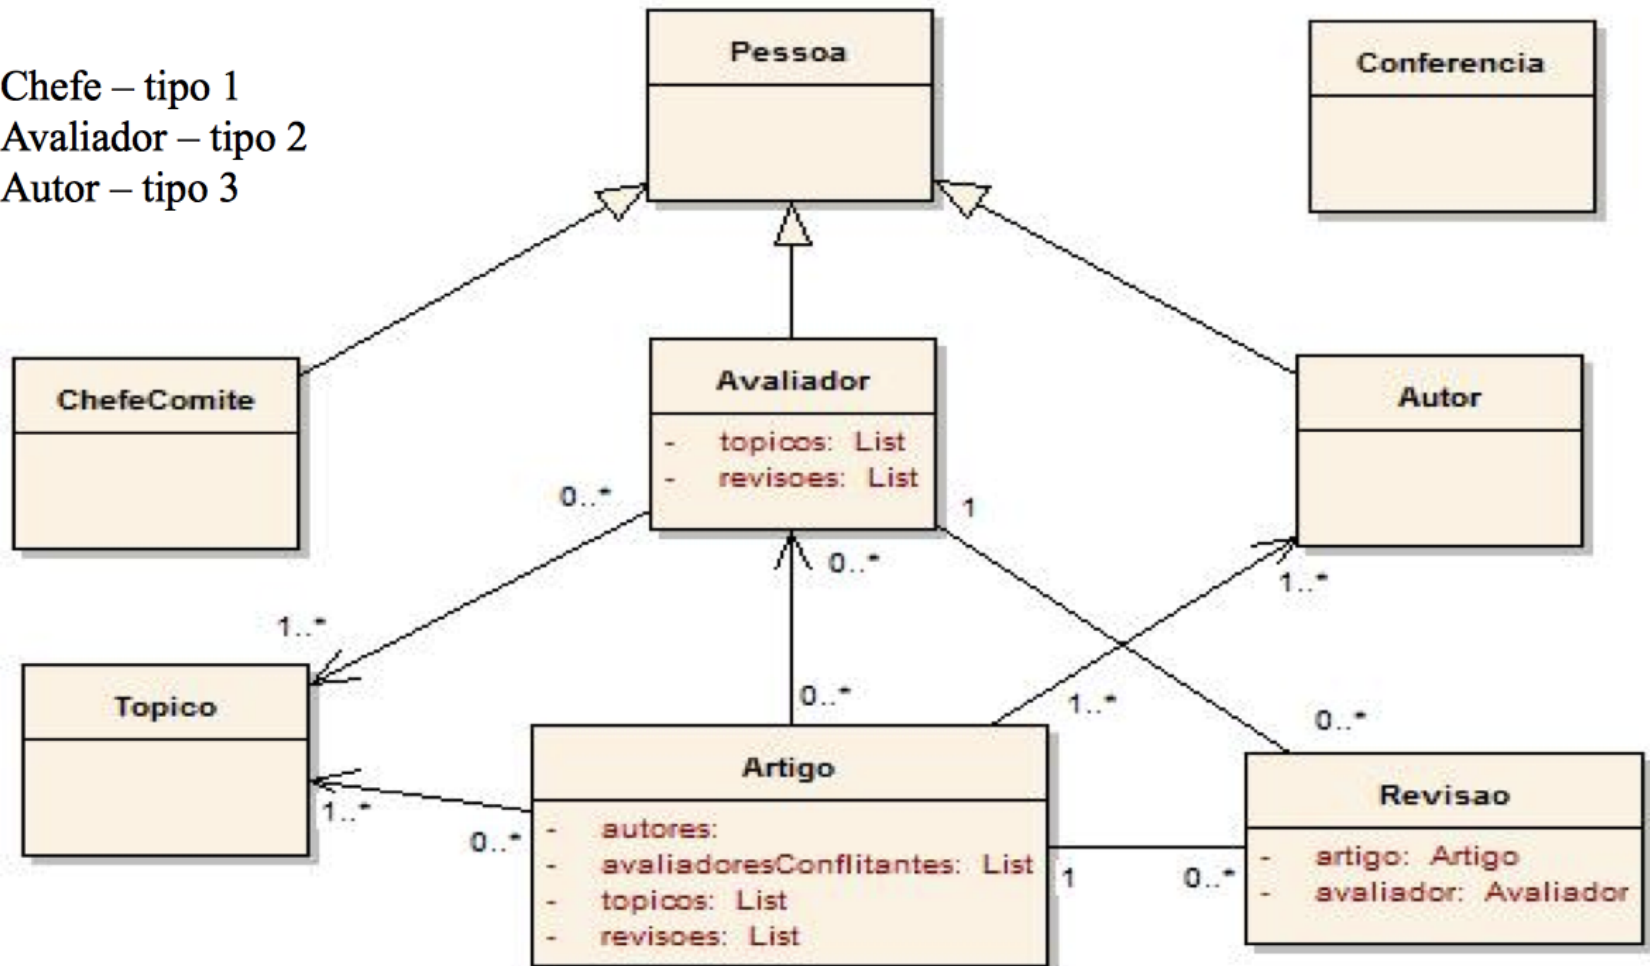 Pessoa
Conferencia
Chefe – tipo 1
Avaliador – tipo 2
Autor – tipo 3
ChefeComite
Avaliador
- topicos: List
- revisoes: List
Autor
0..*
1
0..*
1..*
1..*
Topico
0..*
1..*
0..*
1..*
0..*
Artigo
- autores:
- avaliadoresConflitantes: List
- topicos: List
- revisoes: List
1
0..*
Revisao
- artigo: Artigo
- avaliador: Avaliador